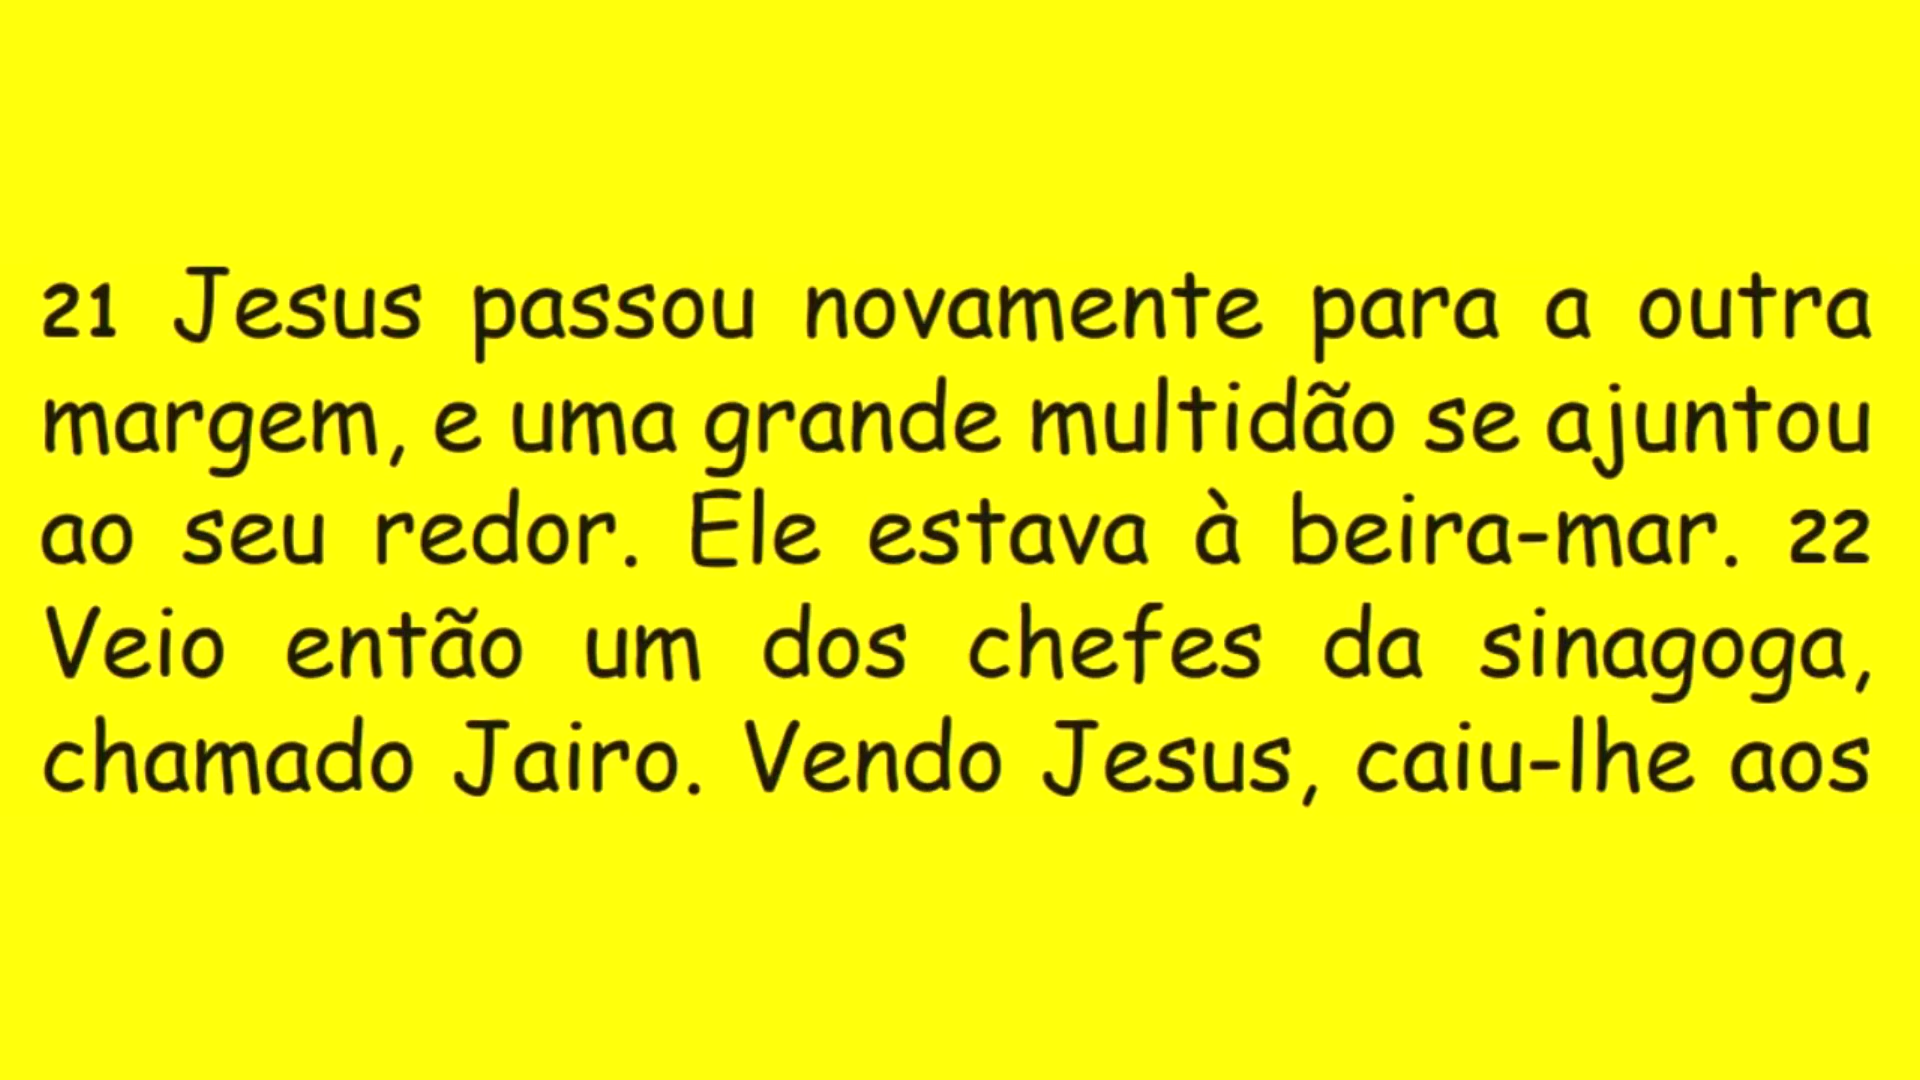 21 Jesus passou novamente para a outra
margem, e uma grande multidão se ajuntou
ao seu redor. Ele estava à beira-mar. 22
Veio então um dos chefes da sinagoga,
chamado Jairo. Vendo Jesus, caiu-lhe aos